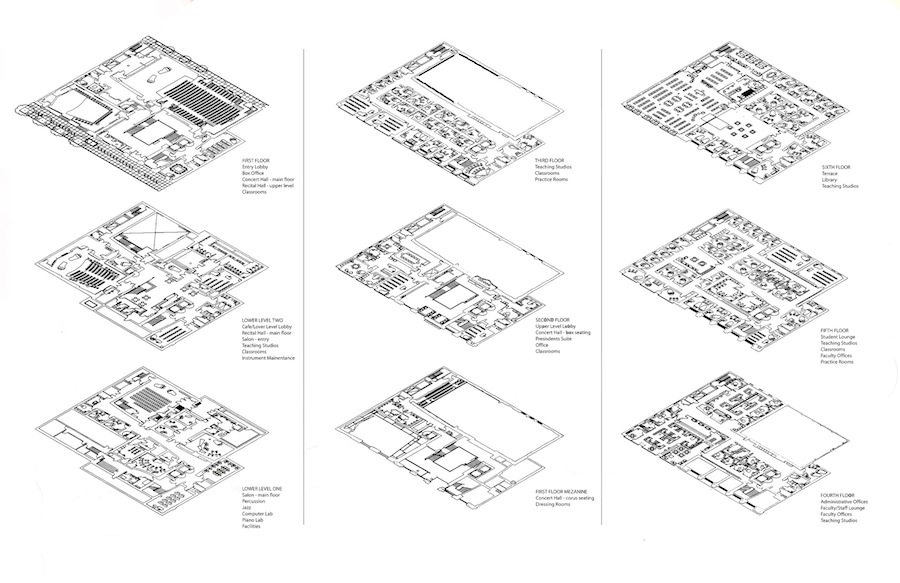 FIRST FLOOR
Entry Lobby
Box Office
Concert Hall - main floor
Recital Hall - upper level
Classrooms
LOWER LEVEL TWO
Cafe/Lover Level Lobby
Recital Hall - main floor
Salon - entry
Teaching Studios
Classrooms
Instrument Mainentance
LOWER LEVEL ONE
Salon - main floor
Percussion
Jazz
Computer Lab
Piano Lab
Facilities
THIRD FLOOR
Teaching Studios
Classrooms
Practice Rooms
SECOND FLOOR
Upper Level Lobby
Concert Hall - box seating
Presidents Suite
Office
Classrooms
FIRST FLOOR MEZANINE
Concert Hall - corus seating
Dressing Rooms
SIXTH FLOOR
Terrace
Library
Teaching Studios
FIFTH FLOOR
Student Lounge
Teaching Studios
Classrooms
Faculty Offices
Practice Rooms
FOURTH FLOOR
Administrative Offices
Faculty/Staff Lounge
Faculty Offices
Teaching Studios